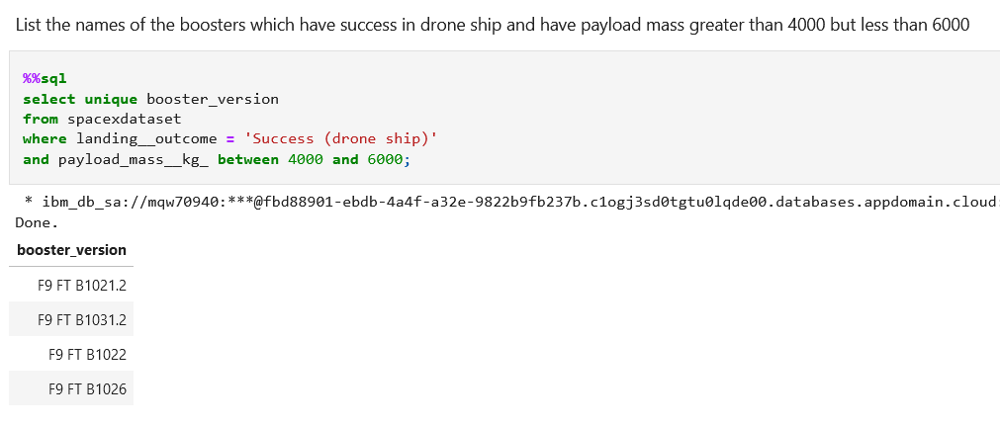 List the names of the boosters which have success in drone ship and have payload mass greater than 4000 but less than 6000
%%sql
select unique booster_version
from spacexdataset
where landing__outcome = 'Success (drone ship)'
and payload_mass__kg_ between 4000 and 6000;
* ibm_db_sa://mqw70940:***@fbd88901-ebdb-4a4f-a32e-9822b9fb237b.c1ogj3sd0tgtu0lqde00.databases.appdomain.cloud:
Done.
booster_version
F9 FT B1021.2
F9 FT B1031.2
F9 FT B1022
F9 FT B1026